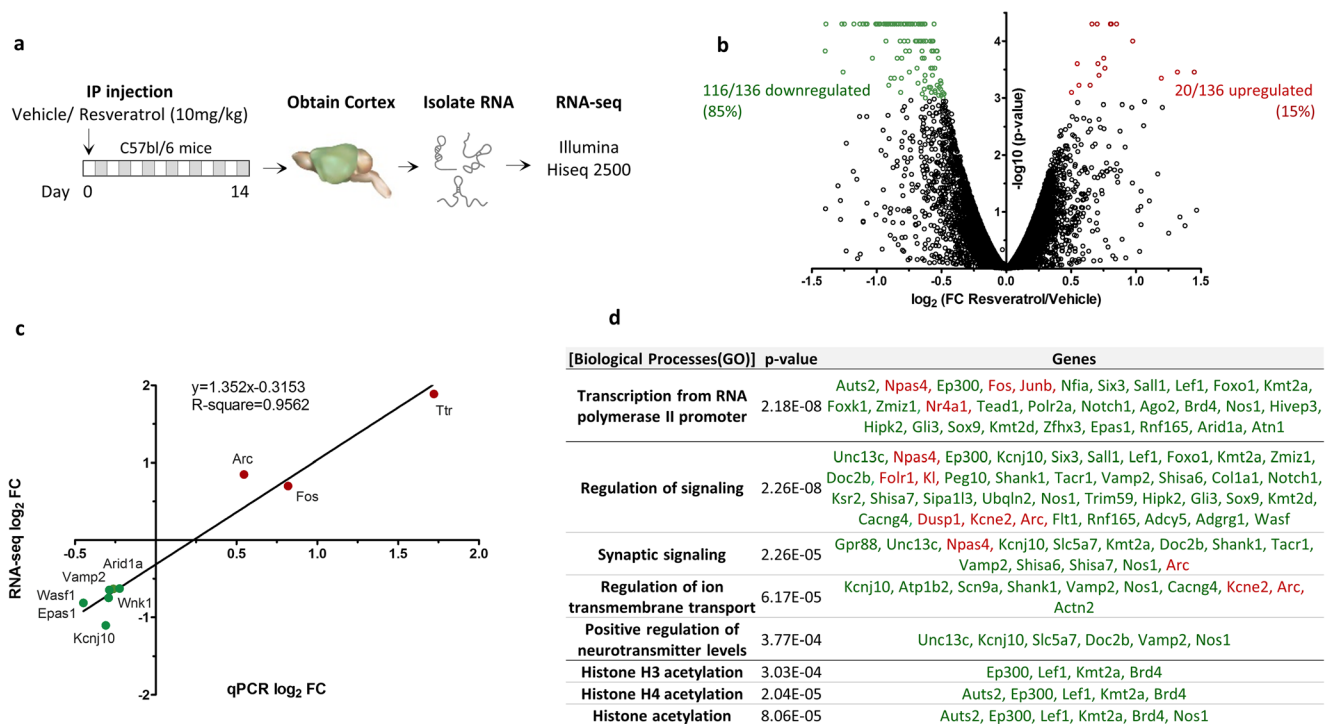 a
IP injection
Vehicle/ Resveratrol (10mg/kg)
C57bl/6 mice
Day 0 14
Obtain Cortex
Isolate RNA
RNA-seq
Illumina
Hiseq 2500
b
116/136 downregulated
(85%)
20/136 upregulated
(15%)
4
3
2
1
-log10 (p-value)
-1.5 -1.0 -0.5 0.0 0.5 1.0 1.5
log2 (FC Resveratrol/Vehicle)
c
y=1.352x-0.3153
R-square=0.9562
2
1
-1
-2
-0.5 0.5 1.0 1.5 2.0
RNA-seq log2 FC
qPCR log2 FC
Ttr
Arc
Fos
Arid1a
Vamp2
Wasf1
Wnk1
Epas1
Kcnj10
d
[Biological Processes(GO)] p-value Genes
Transcription from RNA
polymerase II promoter
2.18E-08
Auts2, Npas4, Ep300, Fos, Junb, Nfia, Six3, Sall1, Lef1, Foxo1, Kmt2a,
Foxk1, Zmiz1, Nr4a1, Tead1, Polr2a, Notch1, Ago2, Brd4, Nos1, Hivep3,
Hipk2, Gli3, Sox9, Kmt2d, Zfhx3, Epas1, Rnf165, Arid1a, Atn1
Regulation of signaling
2.26E-08
Unc13c, Npas4, Ep300, Kcnj10, Six3, Sall1, Lef1, Foxo1, Kmt2a, Zmiz1,
Doc2b, Folr1, Kl, Peg10, Shank1, Tacr1, Vamp2, Shisa6, Col1a1, Notch1,
Ksr2, Shisa7, Sipa1l3, Ubqln2, Nos1, Trim59, Hipk2, Gli3, Sox9, Kmt2d,
Cacng4, Dusp1, Kcne2, Arc, Flt1, Rnf165, Adcy5, Adgrg1, Wasf
Synaptic signaling
2.26E-05
Gpr88, Unc13c, Npas4, Kcnj10, Slc5a7, Kmt2a, Doc2b, Shank1, Tacr1,
Vamp2, Shisa6, Shisa7, Nos1, Arc
Regulation of ion
transmembrane transport
6.17E-05
Kcnj10, Atp1b2, Scn9a, Shank1, Vamp2, Nos1, Cacng4, Kcne2, Arc,
Actn2
Positive regulation of
neurotransmitter levels
3.77E-04
Unc13c, Kcnj10, Slc5a7, Doc2b, Vamp2, Nos1
Histone H3 acetylation 3.03E-04 Ep300, Lef1, Kmt2a, Brd4
Histone H4 acetylation 2.04E-05 Auts2, Ep300, Lef1, Kmt2a, Brd4
Histone acetylation 8.06E-05 Auts2, Ep300, Lef1, Kmt2a, Brd4, Nos1